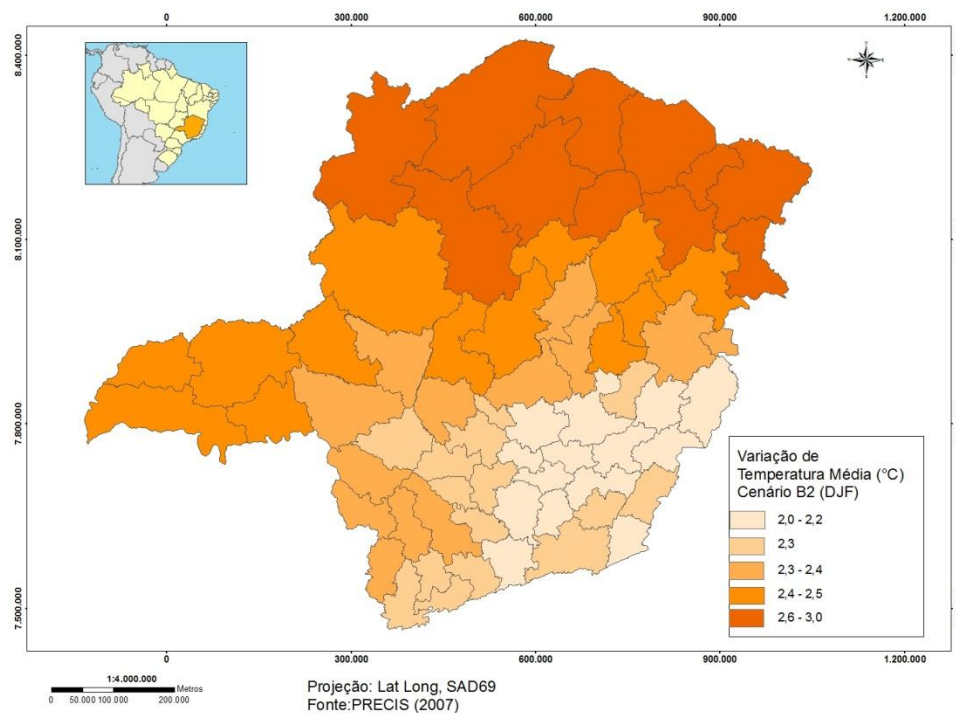 0
300.000
600.000
900.000
1.200.000
8.400.000
8.100.000
7.800.000
7.500.000
Variação de
Temperatura Média (°C)
Cenário B2 (DJF)
2,0 - 2,2
2,3
2,3 - 2,4
2,4 - 2,5
2,6 - 3,0
0
300.000
600.000
900.000
1.200.000
1:4.000.000
Metros
0 50.000 100.000 200.000
Projeção: Lat Long, SAD69
Fonte:PRECIS (2007)